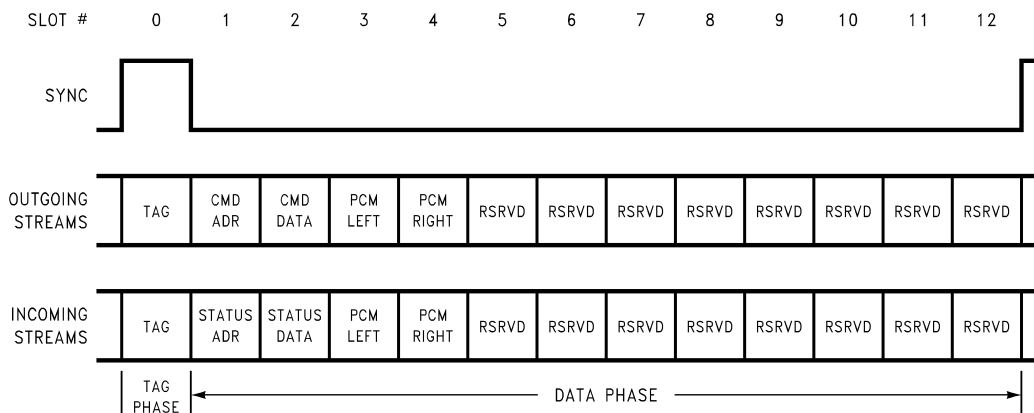 SLOT # 0 1 2 3 4 5 6 7 8 9 10 11 12
SYNC
OUTGOING STREAMS
TAG
CMD ADR
CMD DATA
PCM LEFT
PCM RIGHT
RSRVD RSRVD RSRVD RSRVD RSRVD RSRVD RSRVD RSRVD
INCOMING STREAMS
TAG
STATUS ADR
STATUS DATA
PCM LEFT
PCM RIGHT
RSRVD RSRVD RSRVD RSRVD RSRVD RSRVD RSRVD RSRVD
TAG PHASE
DATA PHASE